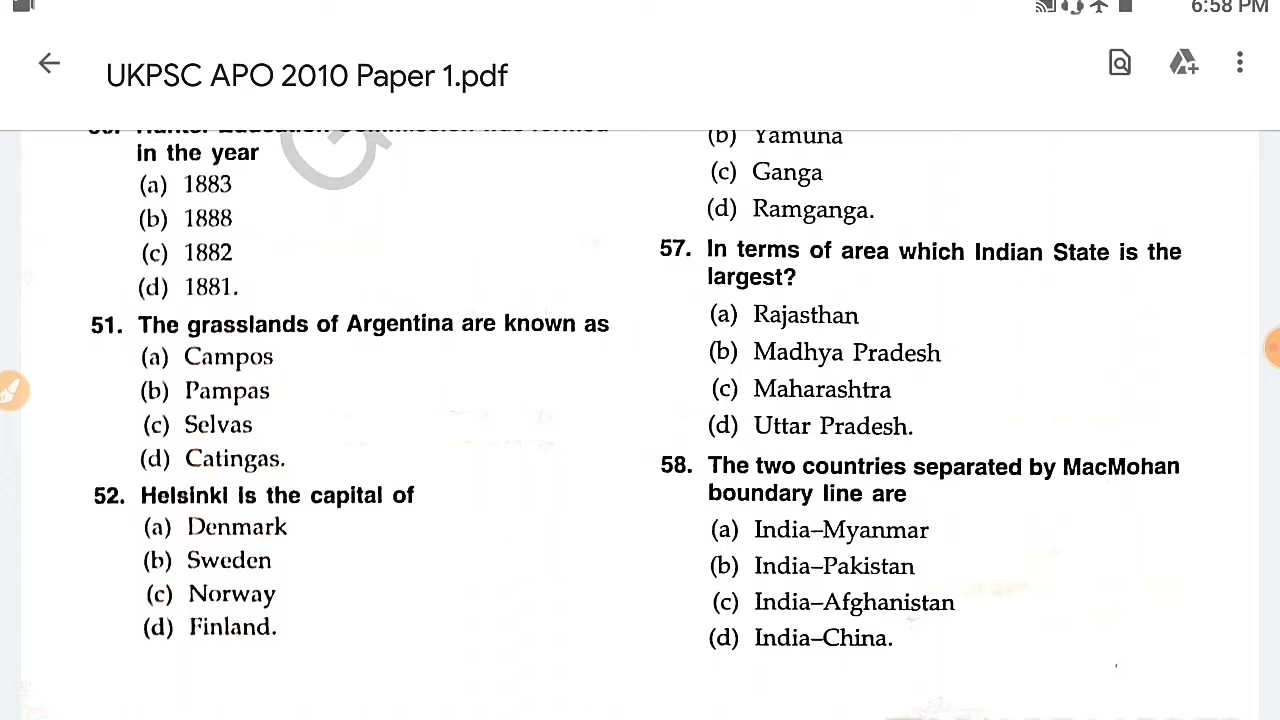 6:58 PM
UKPSC APO 2010 Paper 1.pdf
in the year
(a) 1883
(b) 1888
(c) 1882
(d) 1881.
51. The grasslands of Argentina are known as
(a) Campos
(b) Pampas
(c) Selvas
(d) Catingas.
52. Helsinki is the capital of
(a) Denmark
(b) Sweden
(c) Norway
(d) Finland.
(b) Yamuna
(c) Ganga
(d) Ramganga.
57. In terms of area which Indian State is the
largest?
(a) Rajasthan
(b) Madhya Pradesh
(c) Maharashtra
(d) Uttar Pradesh.
58. The two countries separated by MacMohan
boundary line are
(a) India–Myanmar
(b) India–Pakistan
(c) India–Afghanistan
(d) India–China.